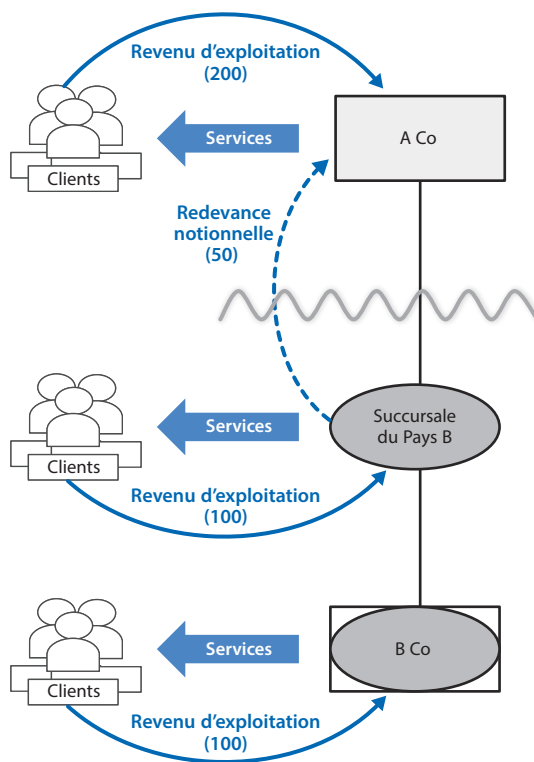 Revenu d'exploitation
(200)
Clients
Services
A Co
Redevance
notionnelle
(50)
Clients
Services
Succursale
du Pays B
Revenu d'exploitation
(100)
Clients
Services
B Co
Revenu d'exploitation
(100)